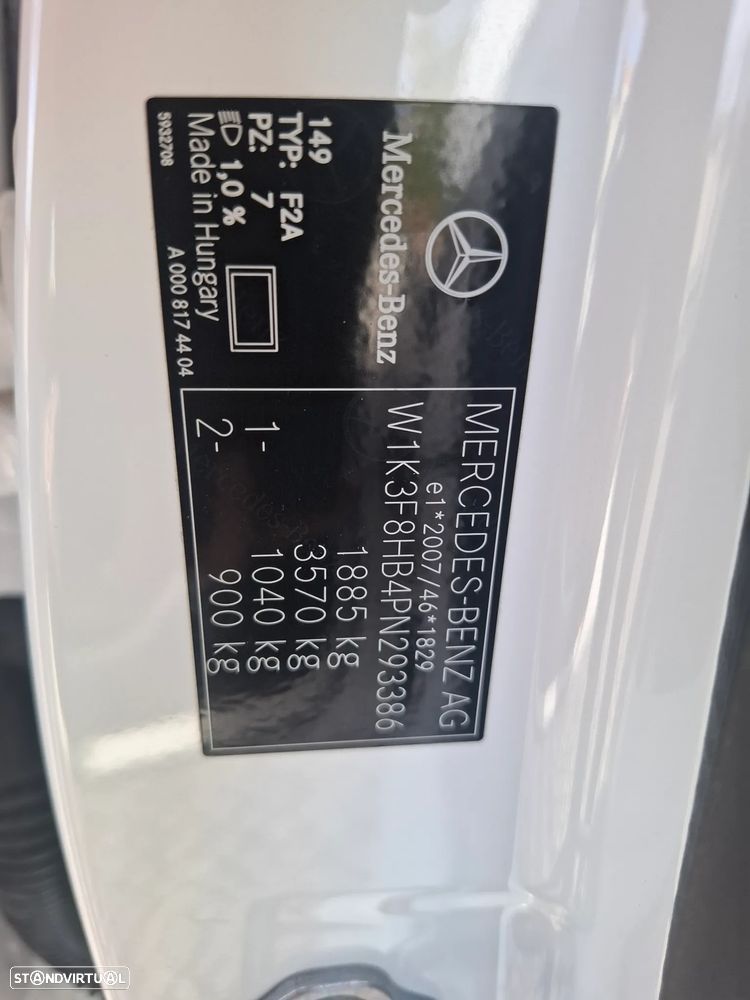 Mercedes-Benz
149
TYP: F2A
PZ: 7
1,0 %
Made in Hungary
5932708
A 000 817 44 04
MERCEDES-BENZ AG
e1*2007/46*1829
W1K3F8HB4PN293386
1885 kg
3570 kg
1- 1040 kg
2- 900 kg
STANDVIRTUAL